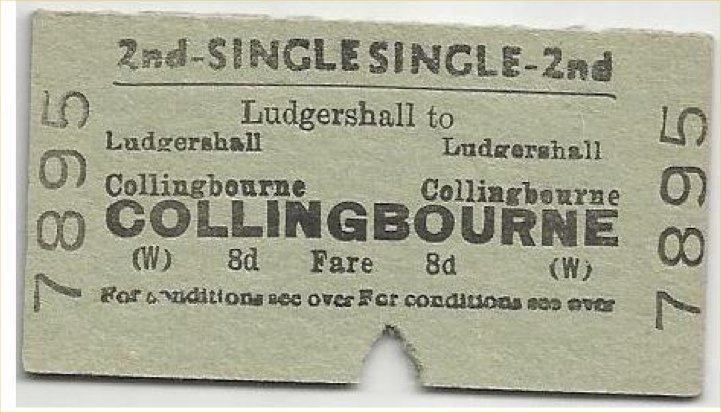 2nd-SINGLE SINGLE-2nd
Ludgershall to
Ludgershall Ludgershall
Collingbourne Collingbourne
COLLINGBOURNE
(W) 8d Fare 8d (W)
For conditions see over For conditions see over
7895
7895